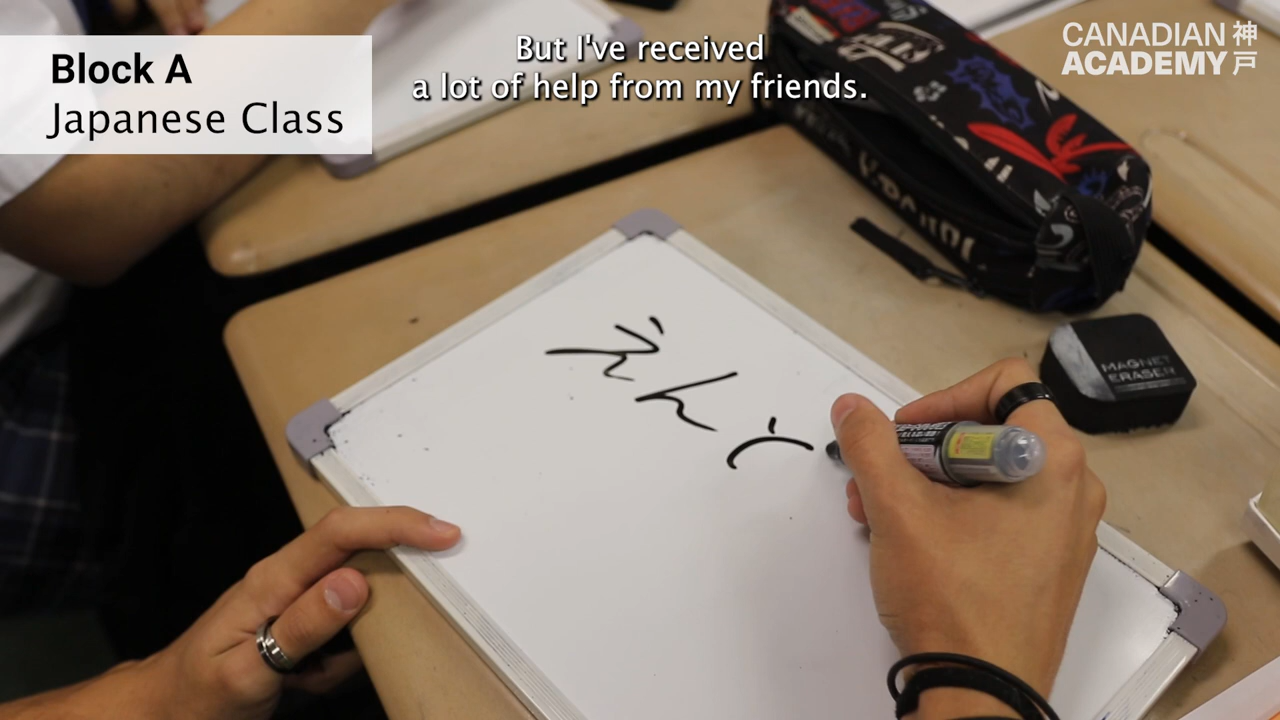 Block A
Japanese Class
But I've received
a lot of help from my friends.
CANADIAN
ACADEMY
神戸
えん
MAGNET
ERASER